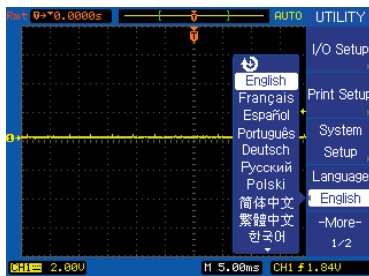 Rmt 0.0000s AUTO UTILITY
I/O Setup
English
Français
Print Setup
Español
Português
System
Setup
Deutsch
Русский
Polski
Language
English
简体中文
繁體中文
한국어
-More-
1/2
1
CH1 2.00V M 5.00ms CH1 1.84V